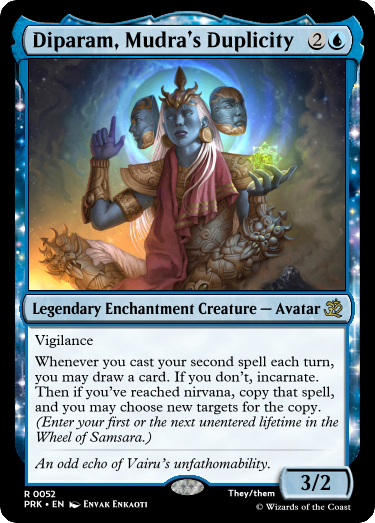 Diparam, Mudra's Duplicity 2
Legendary Enchantment Creature — Avatar
Vigilance
Whenever you cast your second spell each turn,
you may draw a card. If you don't, incarnate.
Then if you've reached nirvana, copy that spell,
and you may choose new targets for the copy.
(Enter your first or the next unentered lifetime in the
Wheel of Samsara.)
An odd echo of Vairu's unfathomability.
3/2
R 0052
PRK • EN Envak Enkaoti
They/them
© Wizards of the Coast